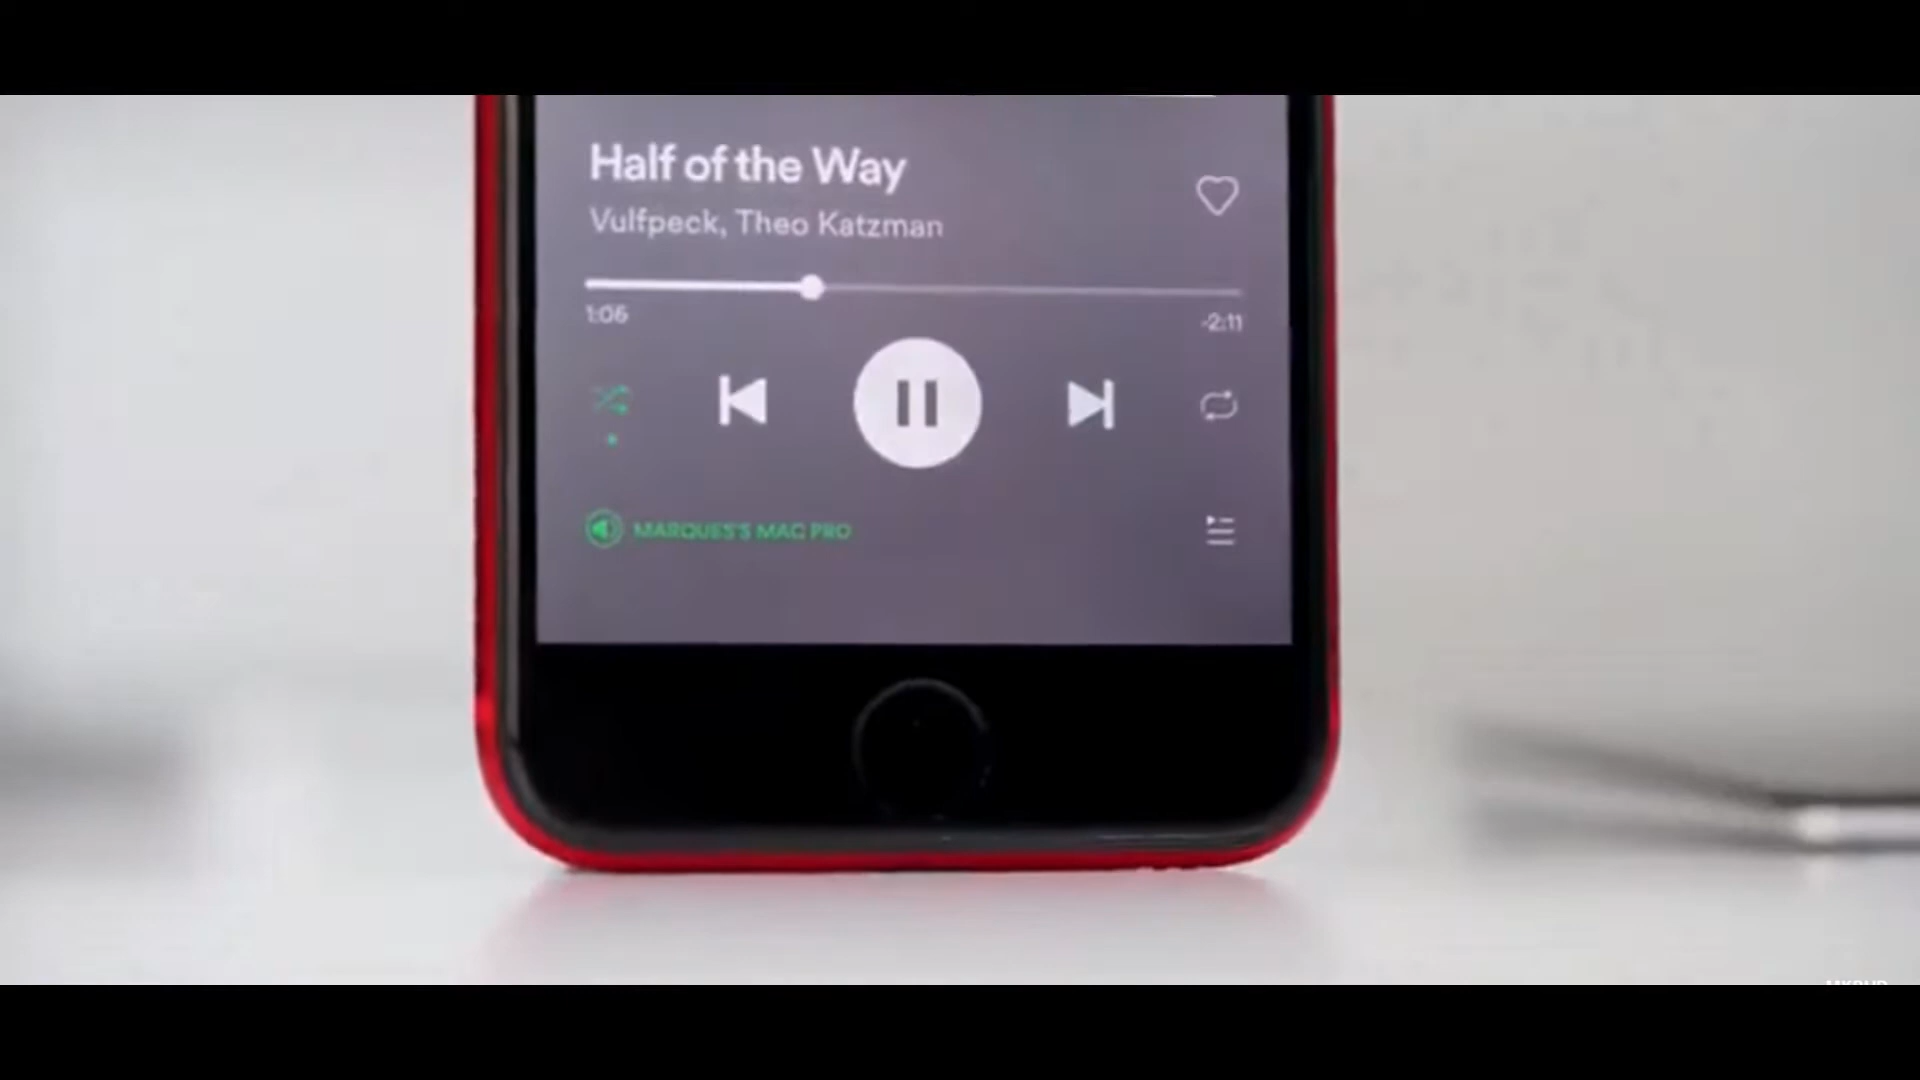 Half of the Way
Vulfpeck, Theo Katzman
1:06
-2:11
MARQUES'S MAC PRO